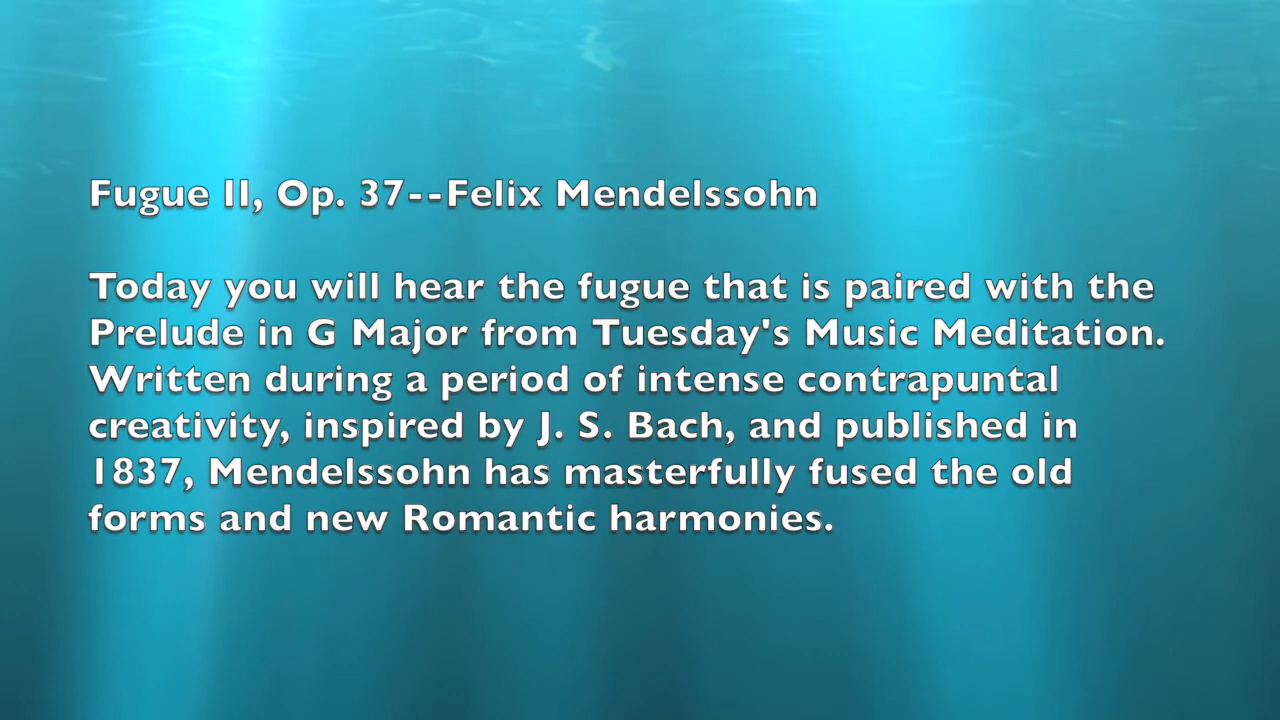 Fugue II, Op. 37--Felix Mendelssohn
Today you will hear the fugue that is paired with the
Prelude in G Major from Tuesday's Music Meditation.
Written during a period of intense contrapuntal
creativity, inspired by J. S. Bach, and published in
1837, Mendelssohn has masterfully fused the old
forms and new Romantic harmonies.